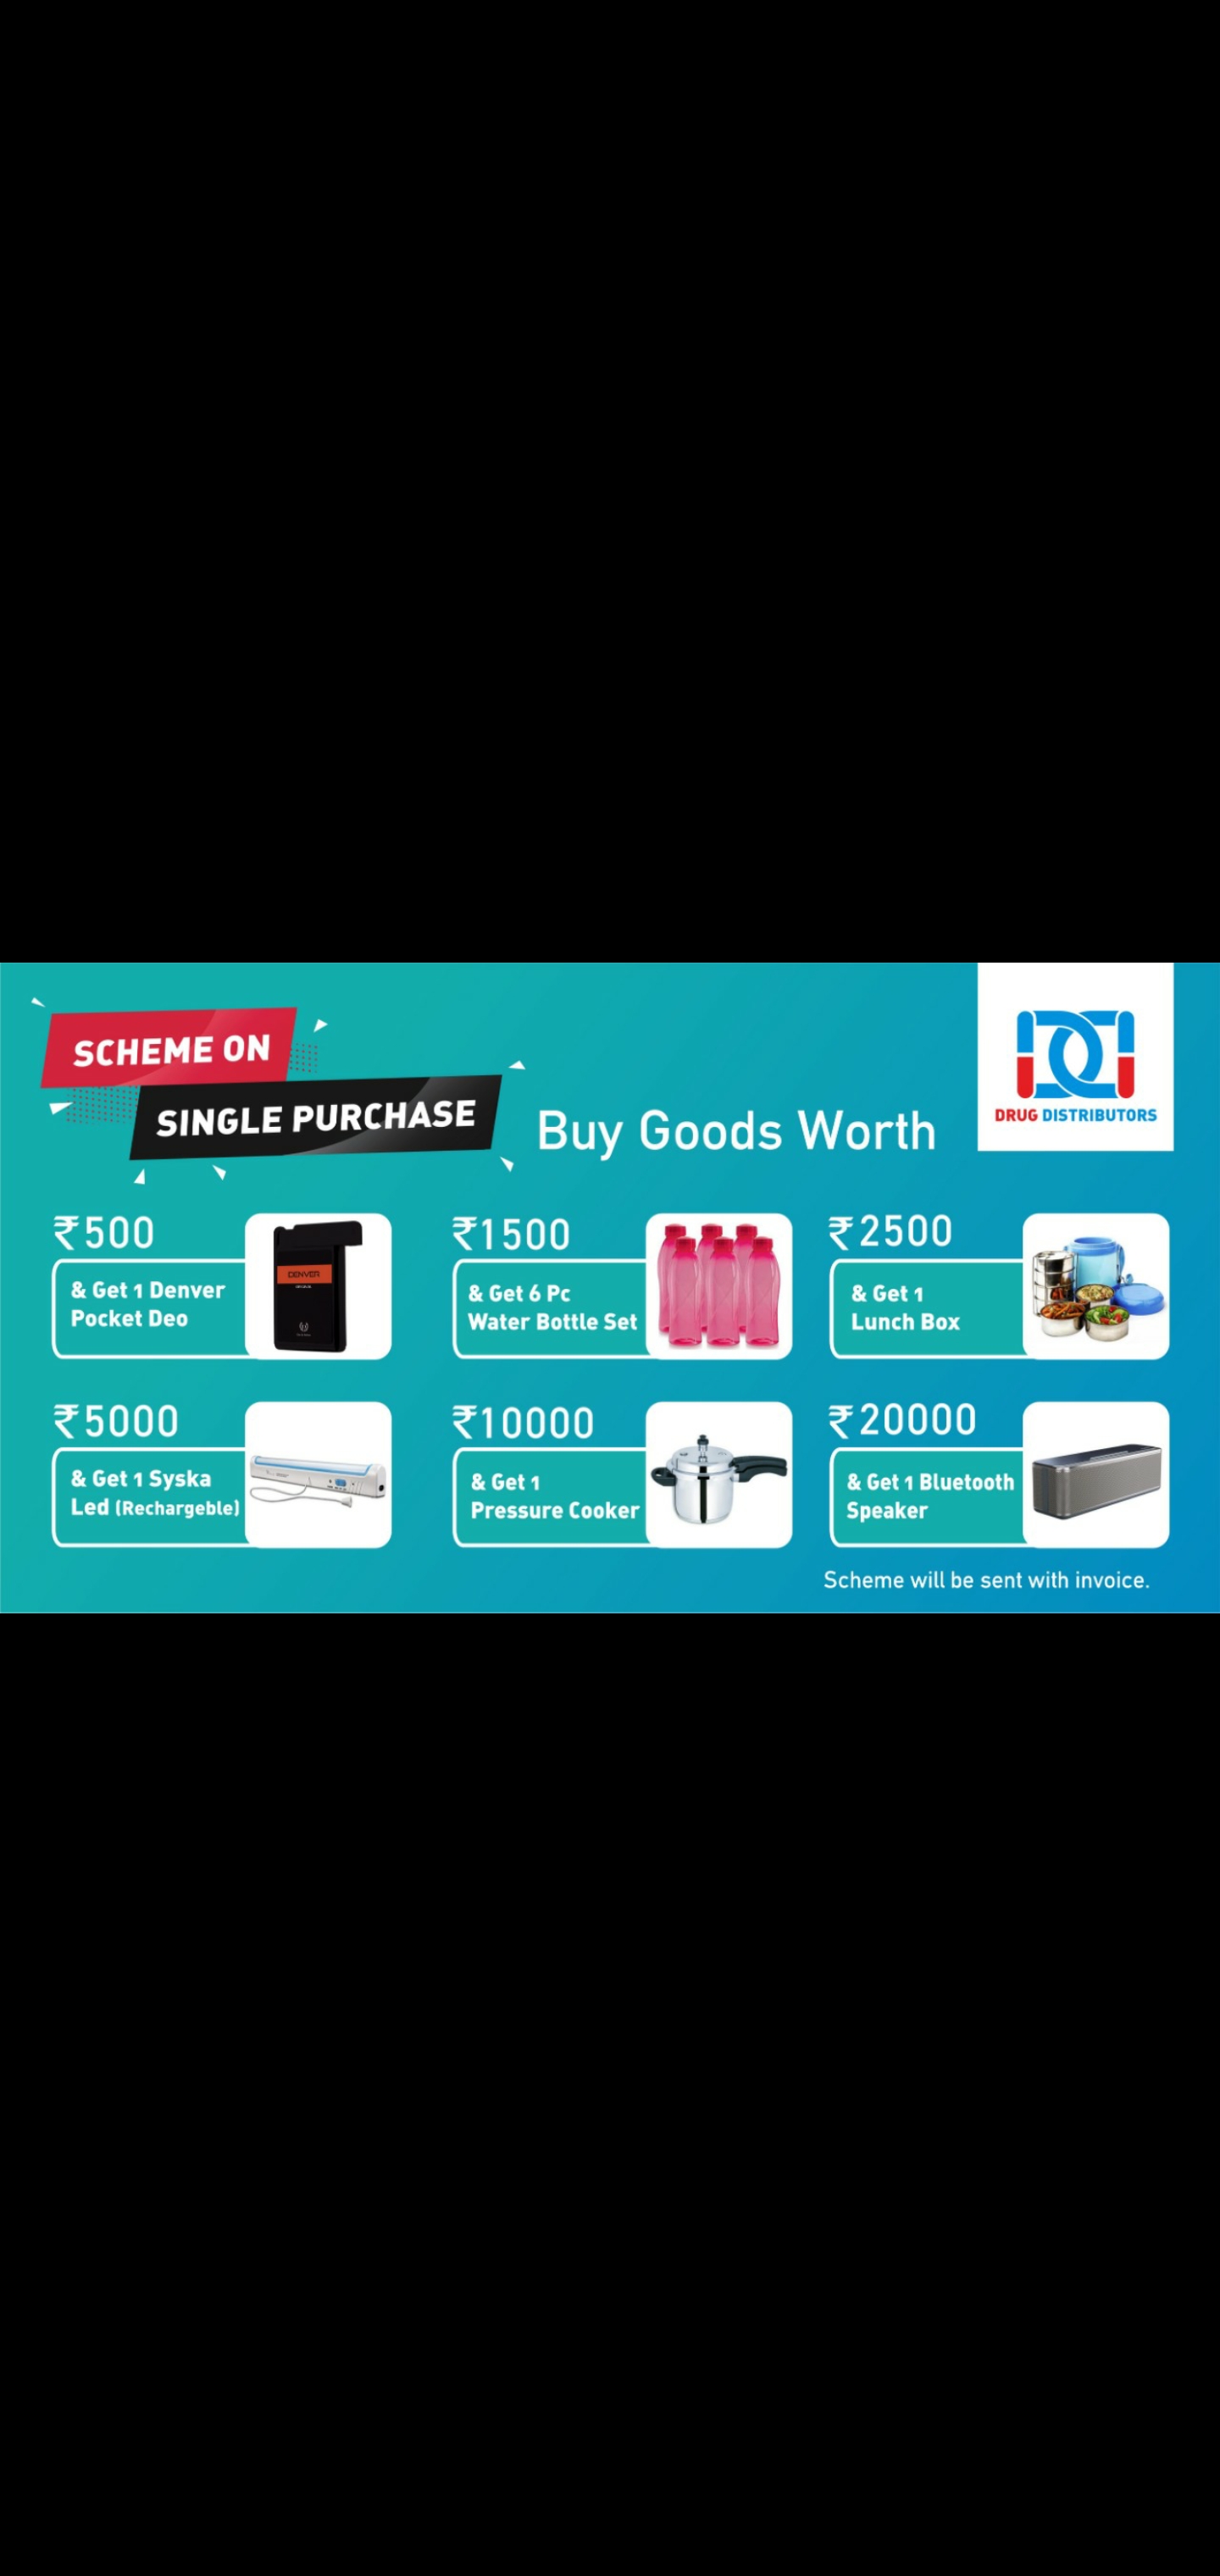 SCHEME ON
SINGLE PURCHASE
Buy Goods Worth
DRUG DISTRIBUTORS
₹500
& Get 1 Denver
Pocket Deo
DENVER
₹1500
& Get 6 Pc
Water Bottle Set
₹2500
& Get 1
Lunch Box
₹5000
& Get 1 Syska
Led (Rechargeble)
₹10000
& Get 1
Pressure Cooker
₹20000
& Get 1 Bluetooth
Speaker
Scheme will be sent with invoice.